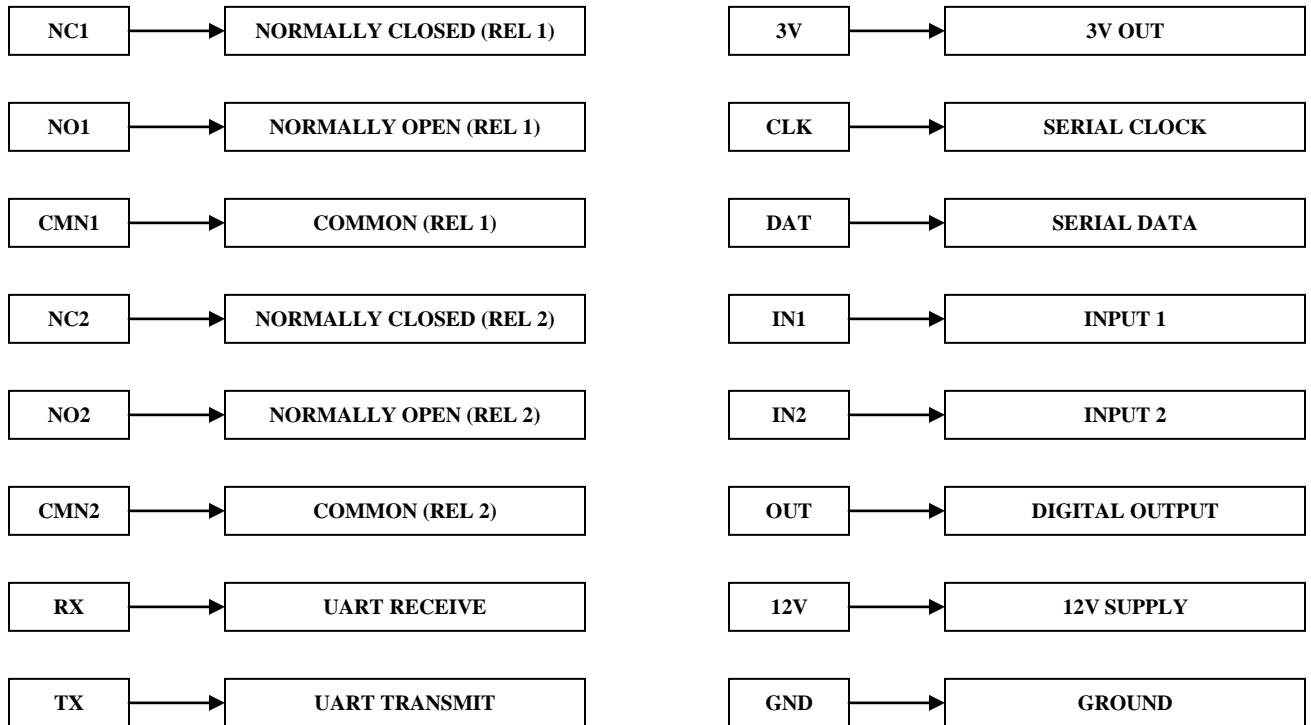 NC1
NORMALLY CLOSED (REL 1)
NO1
NORMALLY OPEN (REL 1)
CMN1
COMMON (REL 1)
NC2
NORMALLY CLOSED (REL 2)
NO2
NORMALLY OPEN (REL 2)
CMN2
COMMON (REL 2)
RX
UART RECEIVE
TX
UART TRANSMIT
3V
3V OUT
CLK
SERIAL CLOCK
DAT
SERIAL DATA
IN1
INPUT 1
IN2
INPUT 2
OUT
DIGITAL OUTPUT
12V
12V SUPPLY
GND
GROUND